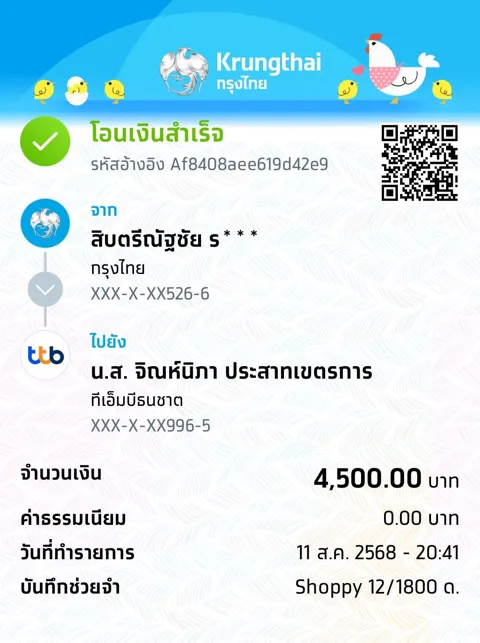 Krungthai
กรุงไทย
โอนเงินสำเร็จ
รหัสอ้างอิง Af8408aee619d42e9
จาก
สิบตรีณัฐชัย ร***
กรุงไทย
XXX-X-XX526-6
ttb
ไปยัง
น.ส. จิณห์นิภา ประสาทเขตรการ
ทีเอ็มบีธนชาต
XXX-X-XX996-5
จำนวนเงิน 4,500.00 บาท
ค่าธรรมเนียม 0.00 บาท
วันที่ทำรายการ 11 ส.ค. 2568 - 20:41
บันทึกช่วยจำ Shoppy 12/1800 ด.